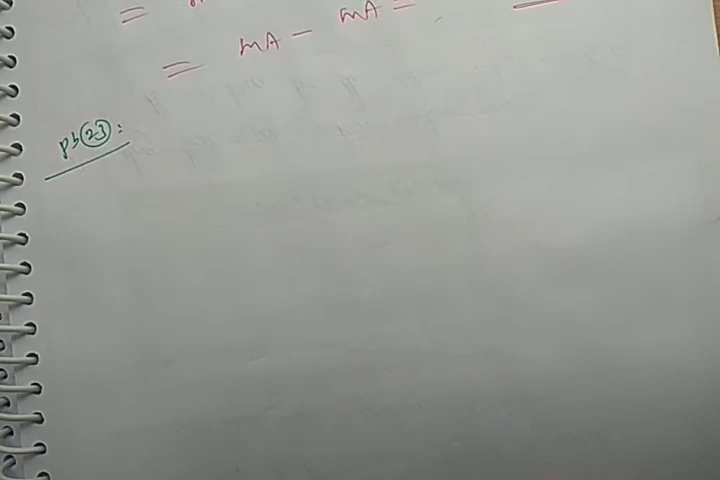 =
mA - mA =
=
Pb (23) :